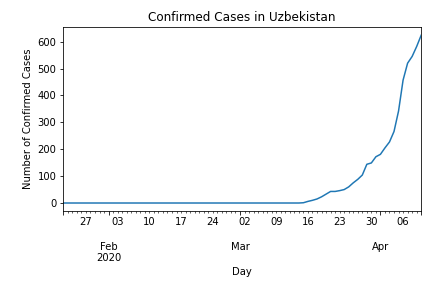 Confirmed Cases in Uzbekistan
Number of Confirmed Cases
600
500
400
300
200
100
0
27 03 10 17 24 02 09 16 23 30 06
Feb Mar Apr
2020
Day